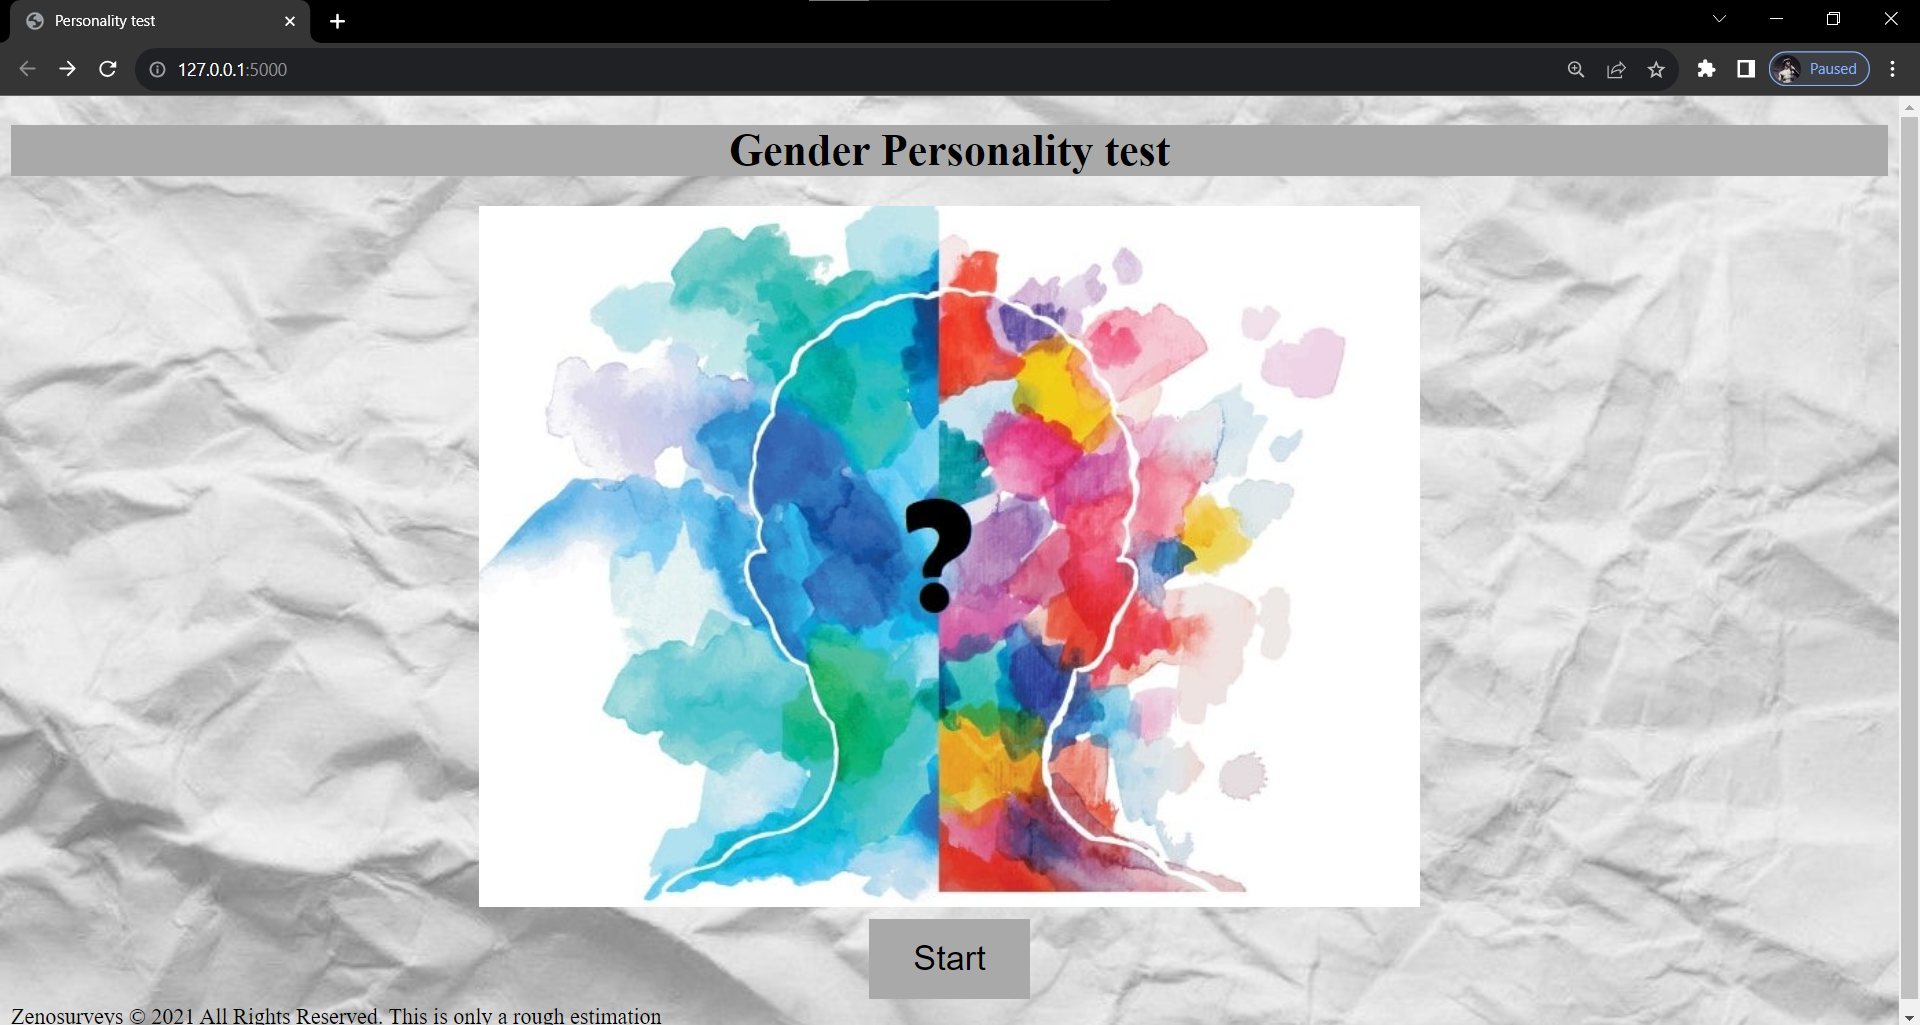 Personality test
127.0.0.1:5000
Paused
Gender Personality test
?
Start
Zenosurveys © 2021 All Rights Reserved. This is only a rough estimation